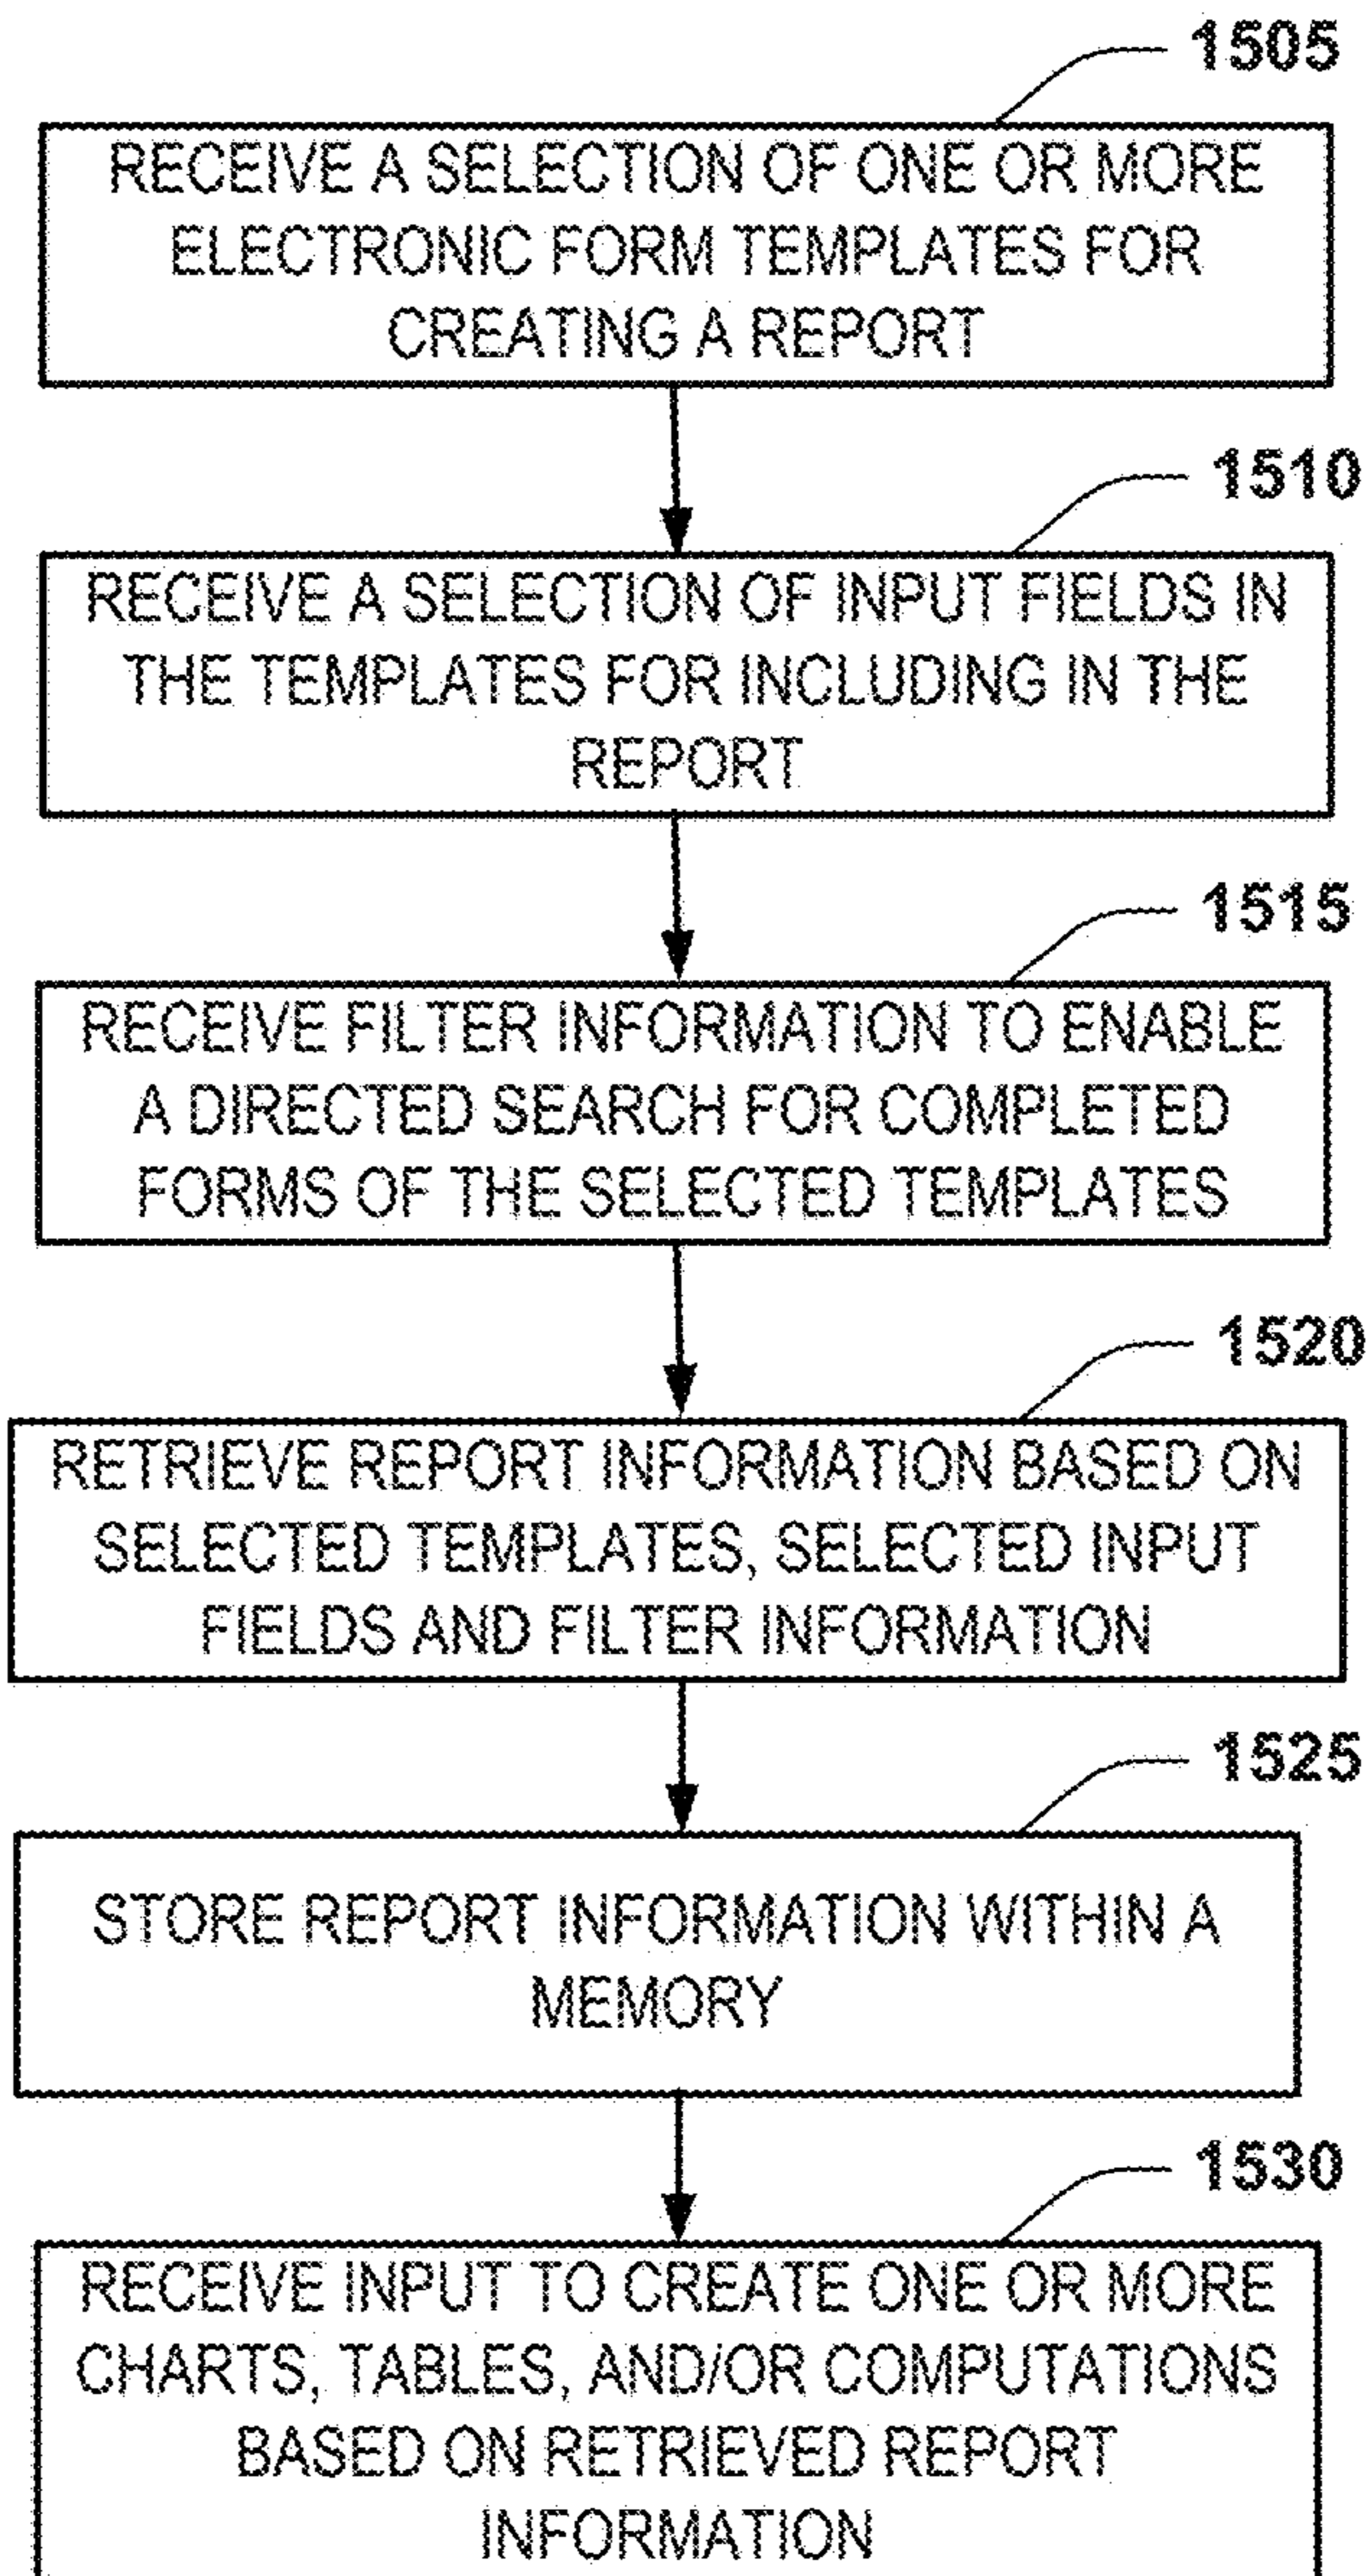 1505
RECEIVE A SELECTION OF ONE OR MORE
ELECTRONIC FORM TEMPLATES FOR
CREATING A REPORT
1510
RECEIVE A SELECTION OF INPUT FIELDS IN
THE TEMPLATES FOR INCLUDING IN THE
REPORT
1515
RECEIVE FILTER INFORMATION TO ENABLE
A DIRECTED SEARCH FOR COMPLETED
FORMS OF THE SELECTED TEMPLATES
1520
RETRIEVE REPORT INFORMATION BASED ON
SELECTED TEMPLATES, SELECTED INPUT
FIELDS AND FILTER INFORMATION
1525
STORE REPORT INFORMATION WITHIN A
MEMORY
1530
RECEIVE INPUT TO CREATE ONE OR MORE
CHARTS, TABLES, AND/OR COMPUTATIONS
BASED ON RETRIEVED REPORT
INFORMATION